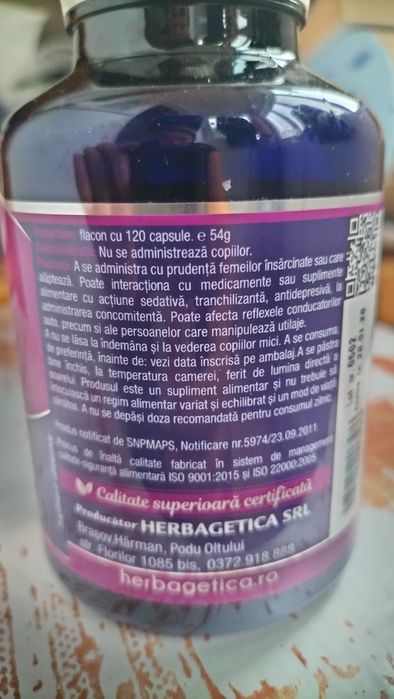 Prezentare: flacon cu 120 capsule. e 54g
Contraindicații: Nu se administrează copiilor.
Precauții: A se administra cu prudență femeilor însărcinate sau care
alăptează. Poate interacționa cu medicamente sau suplimente
alimentare cu acțiune sedativă, tranchilizantă, antidepresivă, la
administrarea concomitentă. Poate afecta reflexele conducătorilor
auto, precum și ale persoanelor care manipulează utilaje.
A nu se lăsa la îndemâna și la vederea copiilor mici. A se consuma,
de preferință, înainte de: vezi data înscrisă pe ambalaj. A se păstra
bine închis, la temperatura camerei, ferit de lumina directă a
soarelui. Produsul este un supliment alimentar și nu trebuie să
înlocuiască un regim alimentar variat și echilibrat și un mod de viață
sănătos. A nu se depăși doza recomandată pentru consumul zilnic.
Produs notificat de SNPMAPS, Notificare nr.5974/23.09.2011
Produs de înaltă calitate fabricat în sistem de management
calitate-siguranță alimentară ISO 9001:2015 și ISO 22000:2005
Calitate superioară certificată
Producător HERBAGETICA SRL
Brașov,Hărman, Podu Oltului
str. Florilor 1085 bis, 0372.918.888
herbagetica.ro